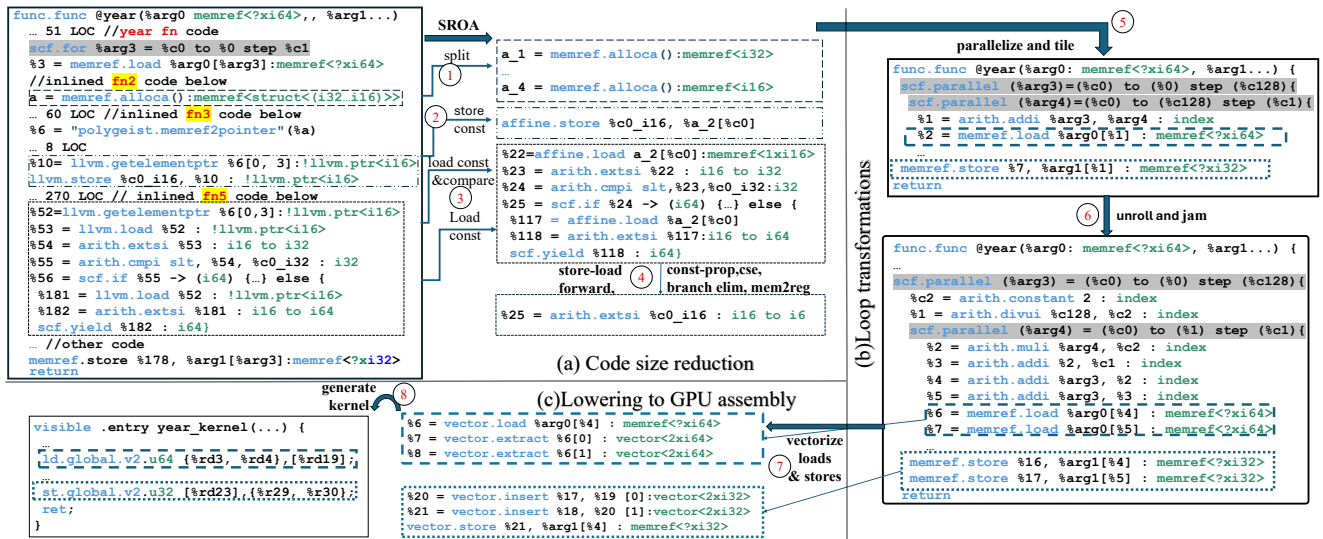 func.func @year(%arg0 memref<?xi64>,, %arg1...)
… 51 LOC //year fn code
scf.for %arg3 = %c0 to %0 step %c1
%3 = memref.load %arg0[%arg3]:memref<?xi64>
//inlined fn2 code below
a = memref.alloca():memref<struct<(i32…i16)>>
… 60 LOC //inlined fn3 code below
%6 = "polygeist.memref2pointer"(%a)
… 8 LOC
%10= llvm.getelementptr %6[0, 3]:!llvm.ptr<i16>
llvm.store %c0_i16, %10 : !llvm.ptr<i16>
… 270 LOC // inlined fn5 code below
%52=llvm.getelementptr %6[0,3]:!llvm.ptr<i16>
%53 = llvm.load %52 : !llvm.ptr<i16>
%54 = arith.extsi %53 : i16 to i32
%55 = arith.cmpi slt, %54, %c0_i32 : i32
%56 = scf.if %55 -> (i64) {…} else {
%181 = llvm.load %52 : !llvm.ptr<i16>
%182 = arith.extsi %181 : i16 to i64
scf.yield %182 : i64}
… //other code
memref.store %178, %arg1[%arg3]:memref<?xi32>
return
SROA
split
1
2
store
const
load const
&compare
3
Load
const
a_1 = memref.alloca():memref<i32>
…
a_4 = memref.alloca():memref<i16>
affine.store %c0_i16, %a_2[%c0]
%22=affine.load a_2[%c0]:memref<1xi16>
%23 = arith.extsi %22 : i16 to i32
%24 = arith.cmpi slt,%23,%c0_i32:i32
%25 = scf.if %24 -> (i64) {…} else {
%117 = affine.load %a_2[%c0]
%118 = arith.extsi %117:i16 to i64
scf.yield %118 : i64}
store-load
forward,
4
const-prop,cse,
branch elim, mem2reg
%25 = arith.extsi %c0_i16 : i16 to i6
(a) Code size reduction
5
parallelize and tile
func.func @year(%arg0: memref<?xi64>, %arg1...) {
scf.parallel (%arg3)=(%c0) to (%0) step (%c128){
scf.parallel (%arg4)=(%c0) to (%c128) step (%c1){
%1 = arith.addi %arg3, %arg4 : index
%2 = memref.load %arg0[%1] : memref<?xi64>
…
memref.store %7, %arg1[%1] : memref<?xi32>
return
6
unroll and jam
(b)Loop transformations
func.func @year(%arg0: memref<?xi64>, %arg1...) {
…
scf.parallel (%arg3) = (%c0) to (%0) step (%c128){
%c2 = arith.constant 2 : index
%1 = arith.divui %c128, %c2 : index
scf.parallel (%arg4) = (%c0) to (%1) step (%c1){
%2 = arith.muli %arg4, %c2 : index
%3 = arith.addi %2, %c1 : index
%4 = arith.addi %arg3, %2 : index
%5 = arith.addi %arg3, %3 : index
%6 = memref.load %arg0[%4] : memref<?xi64>
%7 = memref.load %arg0[%5] : memref<?xi64>
…
memref.store %16, %arg1[%4] : memref<?xi32>
memref.store %17, %arg1[%5] : memref<?xi32>
return
(c)Lowering to GPU assembly
7
vectorize
loads
& stores
%6 = vector.load %arg0[%4] : memref<?xi64>
%7 = vector.extract %6[0] : vector<2xi64>
%8 = vector.extract %6[1] : vector<2xi64>
%20 = vector.insert %17, %19 [0]:vector<2xi32>
%21 = vector.insert %18, %20 [1]:vector<2xi32>
vector.store %21, %arg1[%4] : memref<?xi32>
generate
kernel
8
visible .entry year_kernel(...) {
…
ld.global.v2.u64 {%rd3, %rd4},[%rd19];
…
st.global.v2.u32 [%rd23],{%r29, %r30};
ret;
}